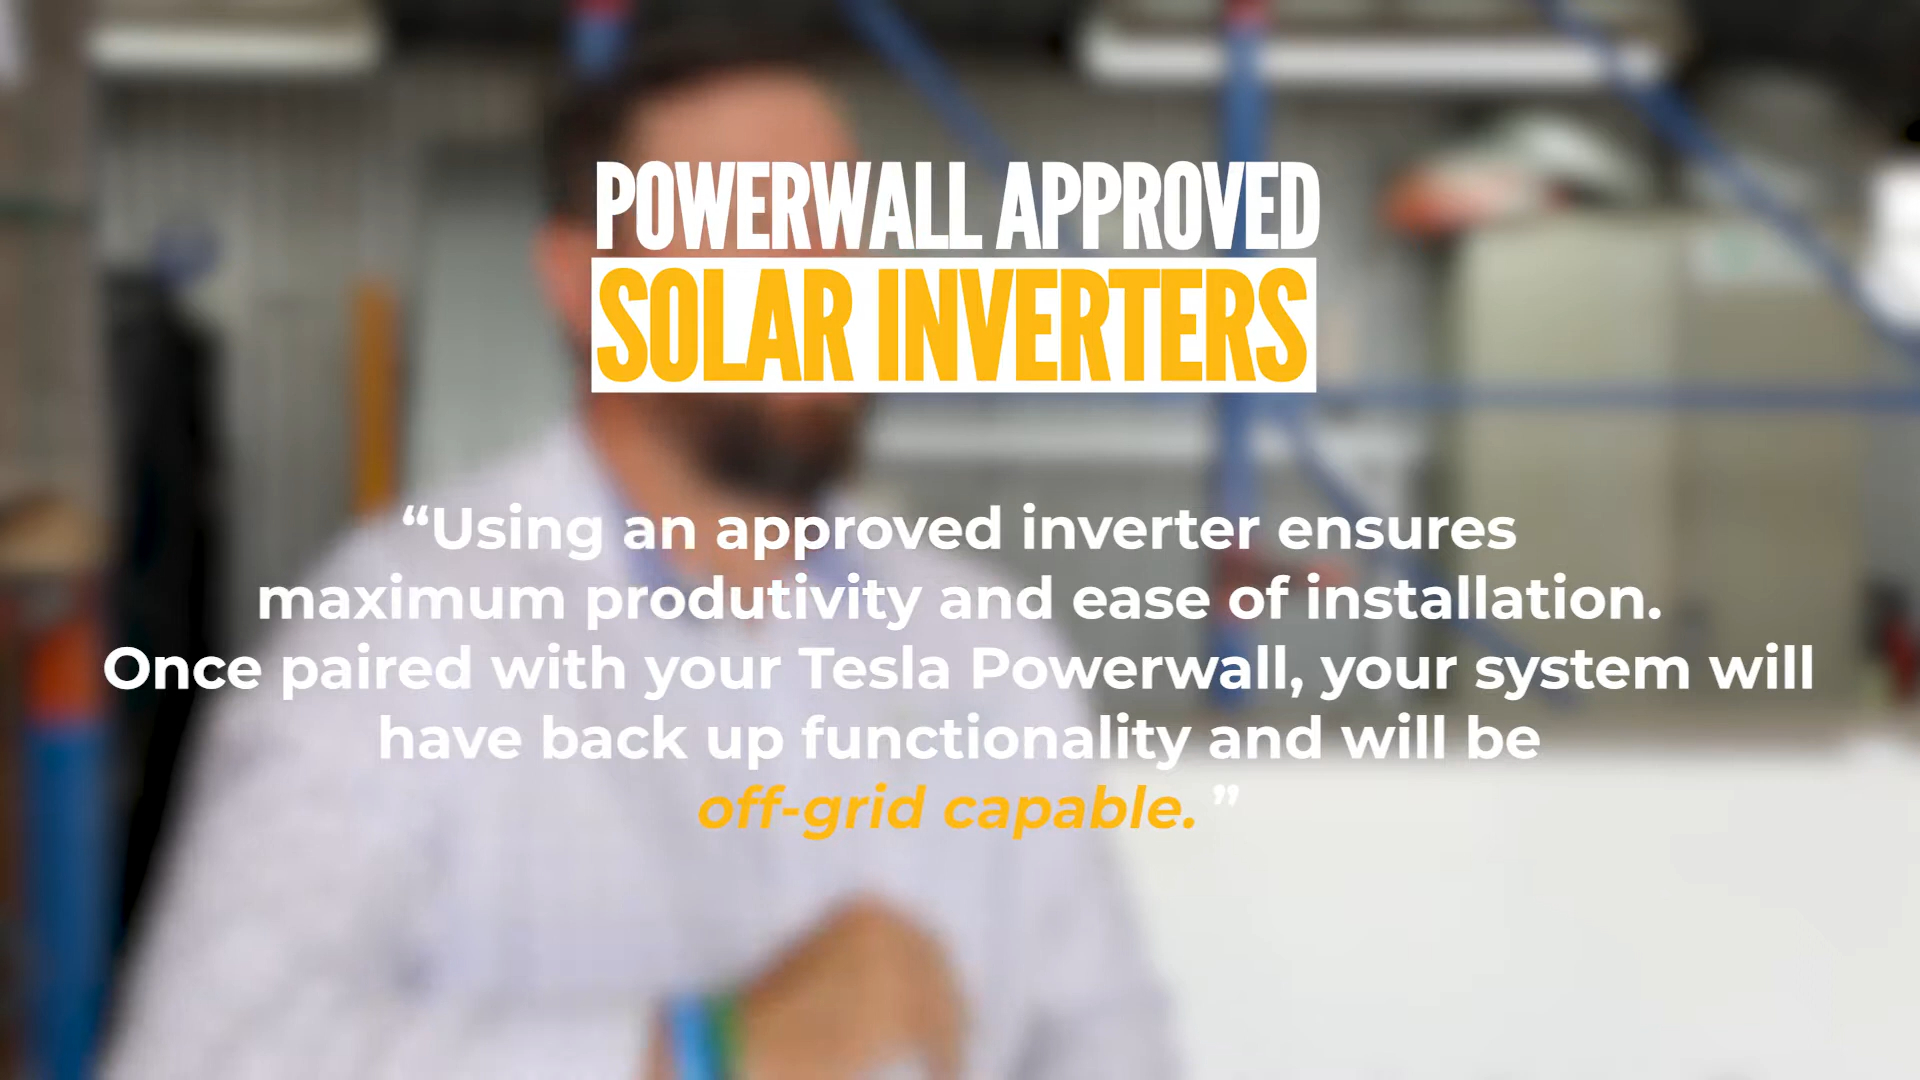 POWERWALL APPROVED
SOLAR INVERTERS
“Using an approved inverter ensures
maximum produtivity and ease of installation.
Once paired with your Tesla Powerwall, your system will
have back up functionality and will be
off-grid capable. ”